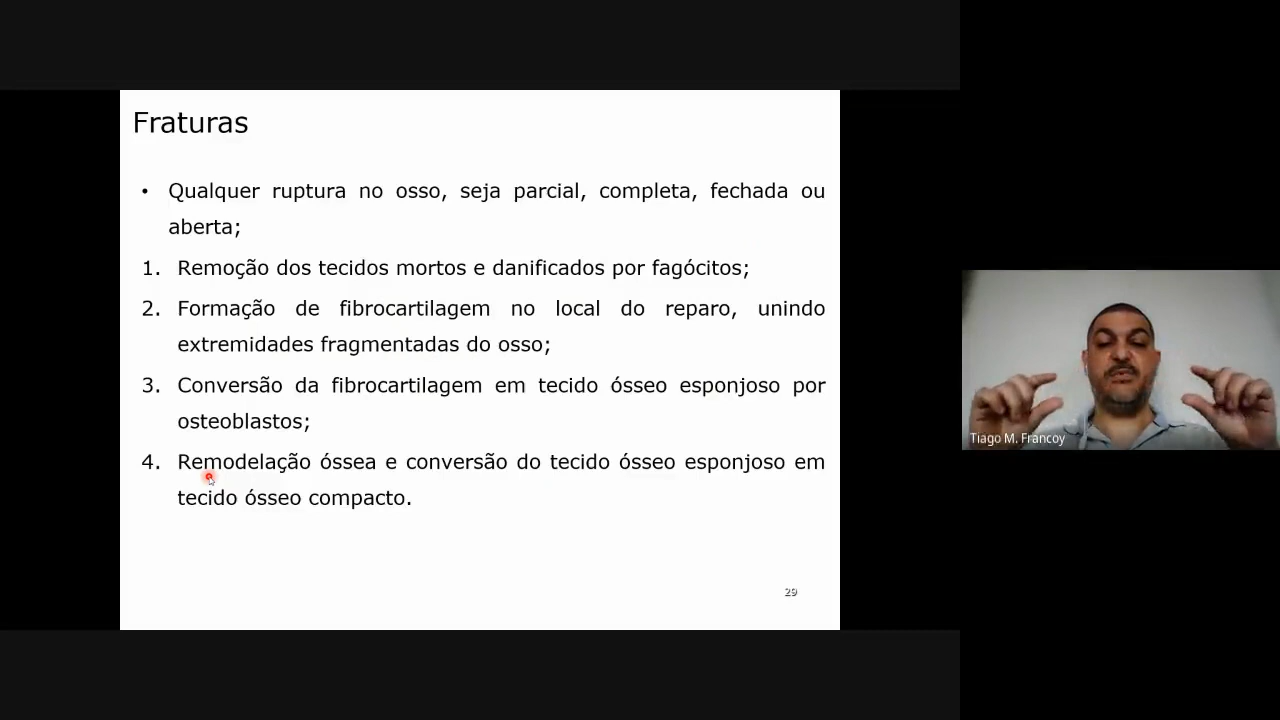 Fraturas
• Qualquer ruptura no osso, seja parcial, completa, fechada ou
aberta;
1. Remoção dos tecidos mortos e danificados por fagócitos;
2. Formação de fibrocartilagem no local do reparo, unindo
extremidades fragmentadas do osso;
3. Conversão da fibrocartilagem em tecido ósseo esponjoso por
osteoblastos;
4. Remodelação óssea e conversão do tecido ósseo esponjoso em
tecido ósseo compacto.
29
Tiago M. Francoy